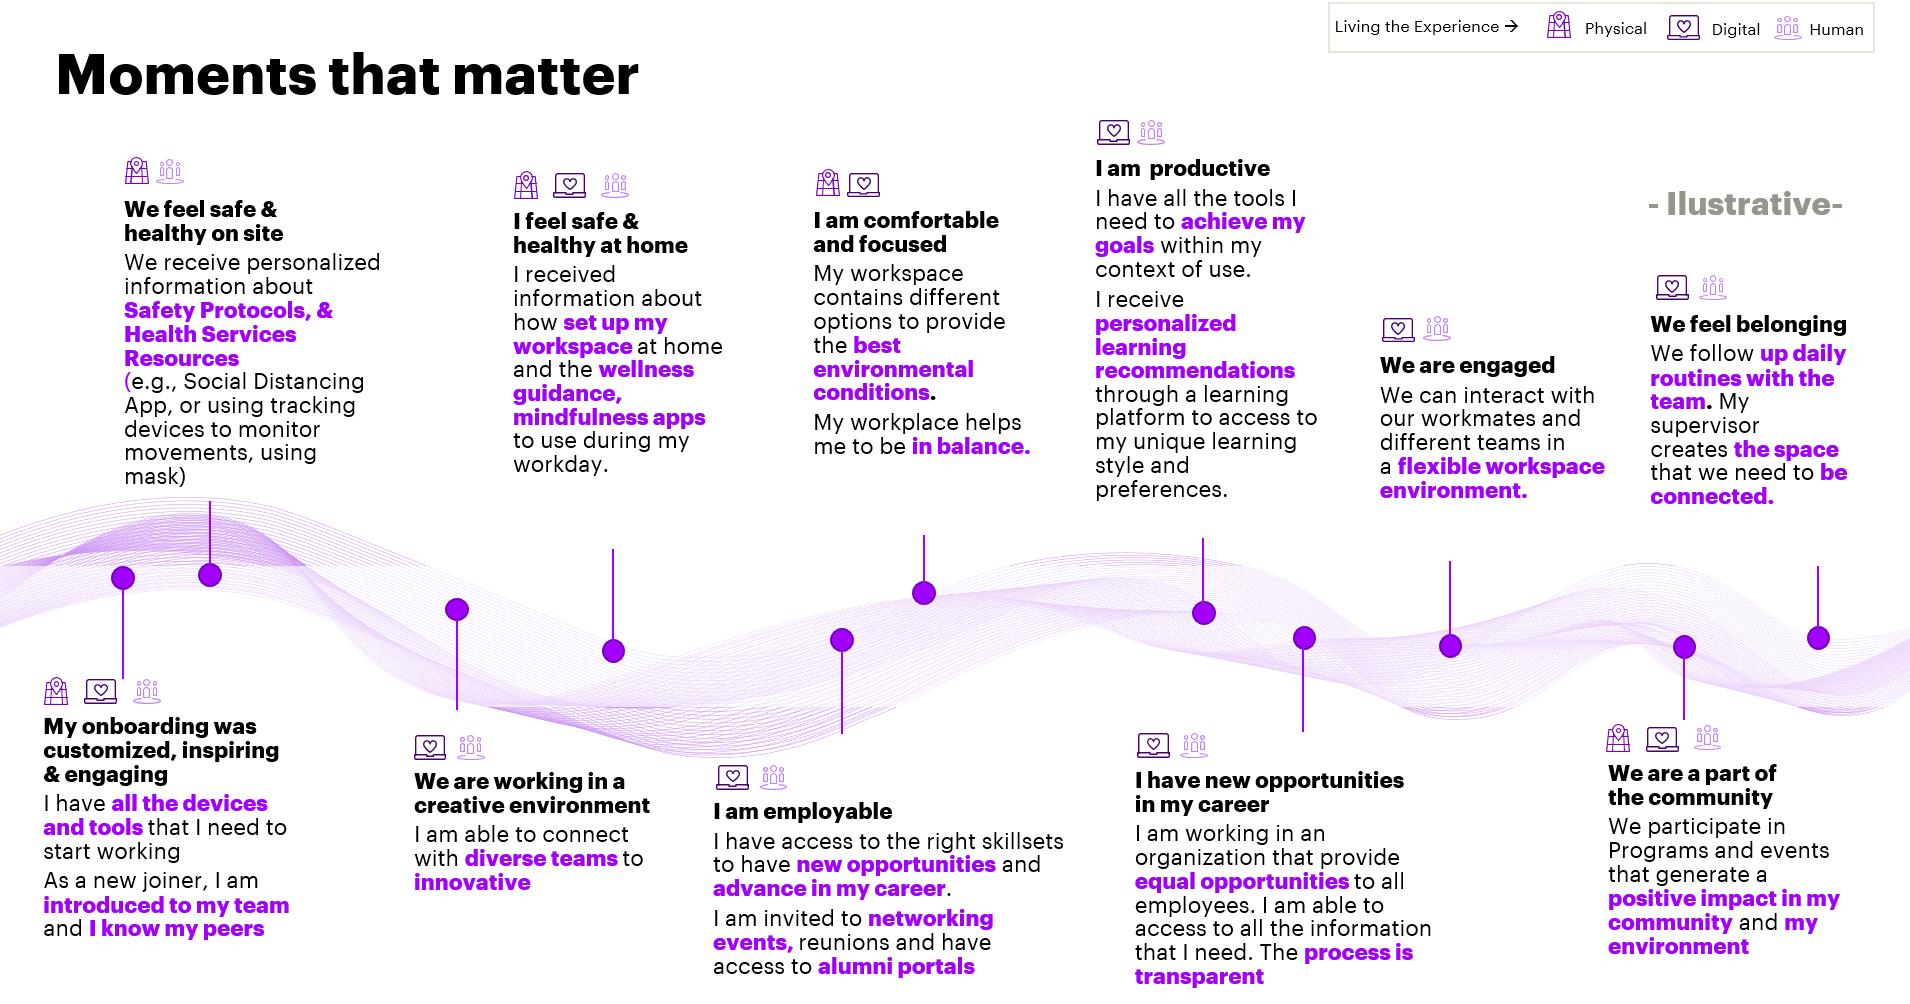 Living the Experience → Physical Digital Human
Moments that matter
We feel safe &
healthy on site
We receive personalized
information about
Safety Protocols, &
Health Services
Resources
(e.g., Social Distancing
App, or using tracking
devices to monitor
movements, using
mask)
I feel safe &
healthy at home
I received
information about
how set up my
workspace at home
and the wellness
guidance,
mindfulness apps
to use during my
workday.
I am comfortable
and focused
My workspace
contains different
options to provide
the best
environmental
conditions.
My workplace helps
me to be in balance.
I am  productive
I have all the tools I
need to achieve my
goals within my
context of use.
I receive
personalized
learning
recommendations
through a learning
platform to access to
my unique learning
style and
preferences.
We are engaged
We can interact with
our workmates and
different teams in
a flexible workspace
environment.
- Ilustrative-
We feel belonging
We follow up daily
routines with the
team. My
supervisor
creates the space
that we need to be
connected.
My onboarding was
customized, inspiring
& engaging
I have all the devices
and tools that I need to
start working
As a new joiner, I am
introduced to my team
and I know my peers
We are working in a
creative environment
I am able to connect
with diverse teams to
innovative
I am employable
I have access to the right skillsets
to have new opportunities and
advance in my career.
I am invited to networking
events, reunions and have
access to alumni portals
I have new opportunities
in my career
I am working in an
organization that provide
equal opportunities to all
employees. I am able to
access to all the information
that I need. The process is
transparent
We are a part of
the community
We participate in
Programs and events
that generate a
positive impact in my
community and my
environment